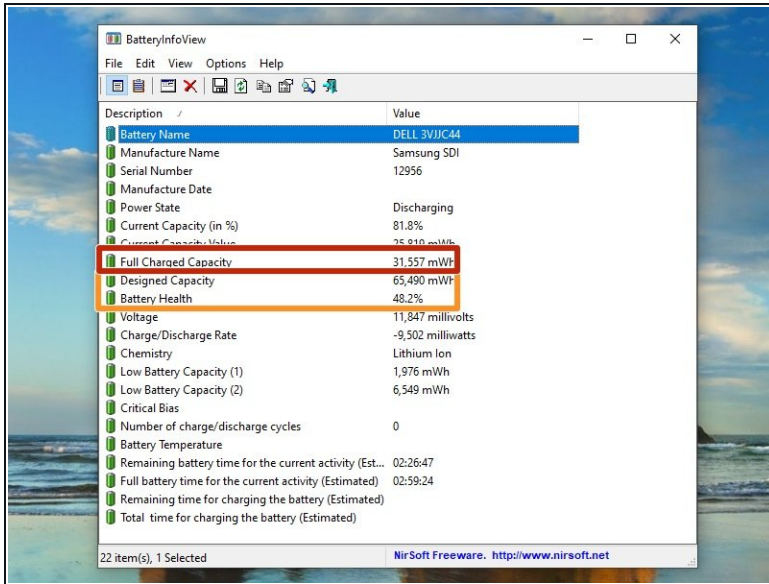 BatteryInfoView
File Edit View Options Help
Description / Value
Battery Name DELL 3VJJC44
Manufacture Name Samsung SDI
Serial Number 12956
Manufacture Date
Power State Discharging
Current Capacity (in %) 81.8%
Current Capacity Value 25,819 mWh
Full Charged Capacity 31,557 mWh
Designed Capacity 65,490 mWh
Battery Health 48.2%
Voltage 11,847 millivolts
Charge/Discharge Rate -9,502 milliwatts
Chemistry Lithium Ion
Low Battery Capacity (1) 1,976 mWh
Low Battery Capacity (2) 6,549 mWh
Critical Bias
Number of charge/discharge cycles 0
Battery Temperature
Remaining battery time for the current activity (Est... 02:26:47
Full battery time for the current activity (Estimated) 02:59:24
Remaining time for charging the battery (Estimated)
Total time for charging the battery (Estimated)
22 item(s), 1 Selected NirSoft Freeware. http://www.nirsoft.net